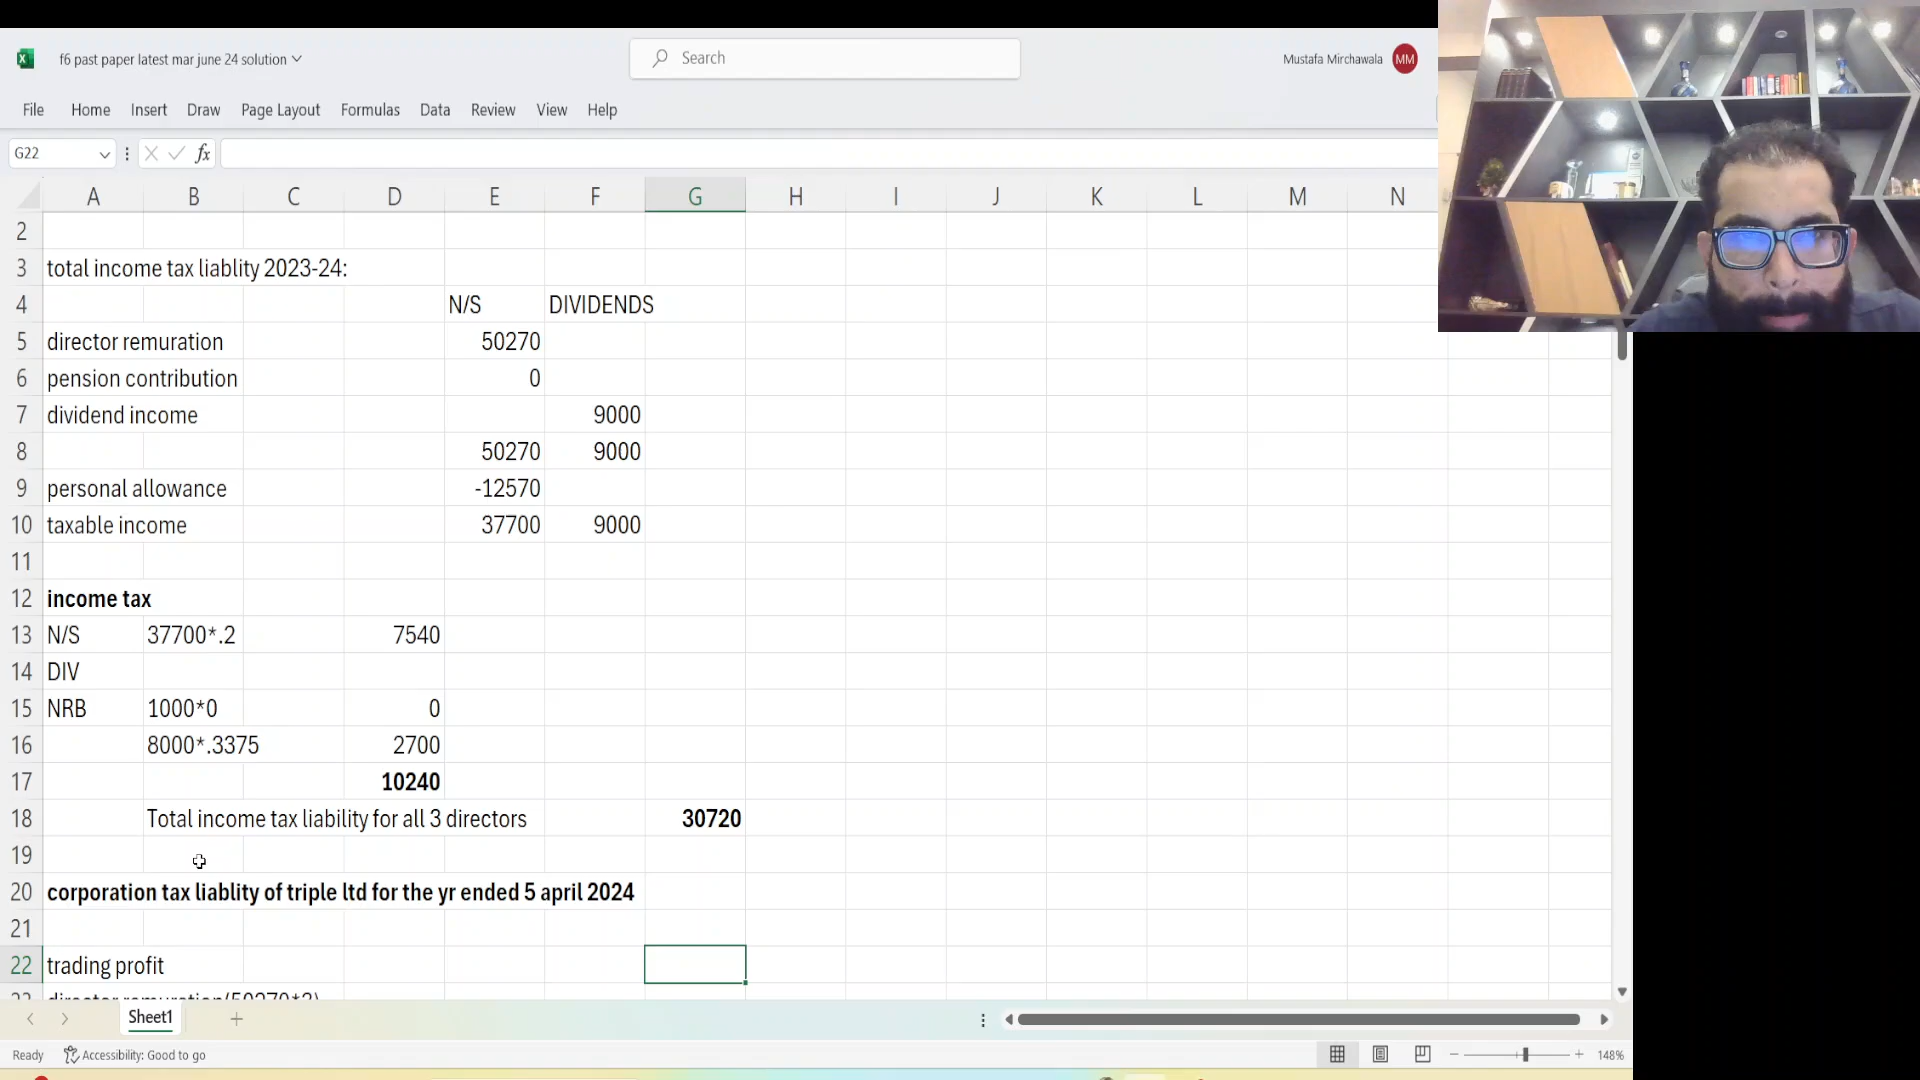 f6 past paper latest mar june 24 solution
Search
Mustafa Mirchawala MM
File Home Insert Draw Page Layout Formulas Data Review View Help
G22 fx
A B C D E F G H I J K L M N
2
3 total income tax liablity 2023-24:
4 N/S DIVIDENDS
5 director remuration 50270
6 pension contribution 0
7 dividend income 9000
8 50270 9000
9 personal allowance -12570
10 taxable income 37700 9000
11
12 income tax
13 N/S 37700*.2 7540
14 DIV
15 NRB 1000*0 0
16 8000*.3375 2700
17 10240
18 Total income tax liability for all 3 directors 30720
19
20 corporation tax liablity of triple ltd for the yr ended 5 april 2024
21
22 trading profit
23 director remuration(50270*3)
Sheet1
Ready Accessibility: Good to go 148%